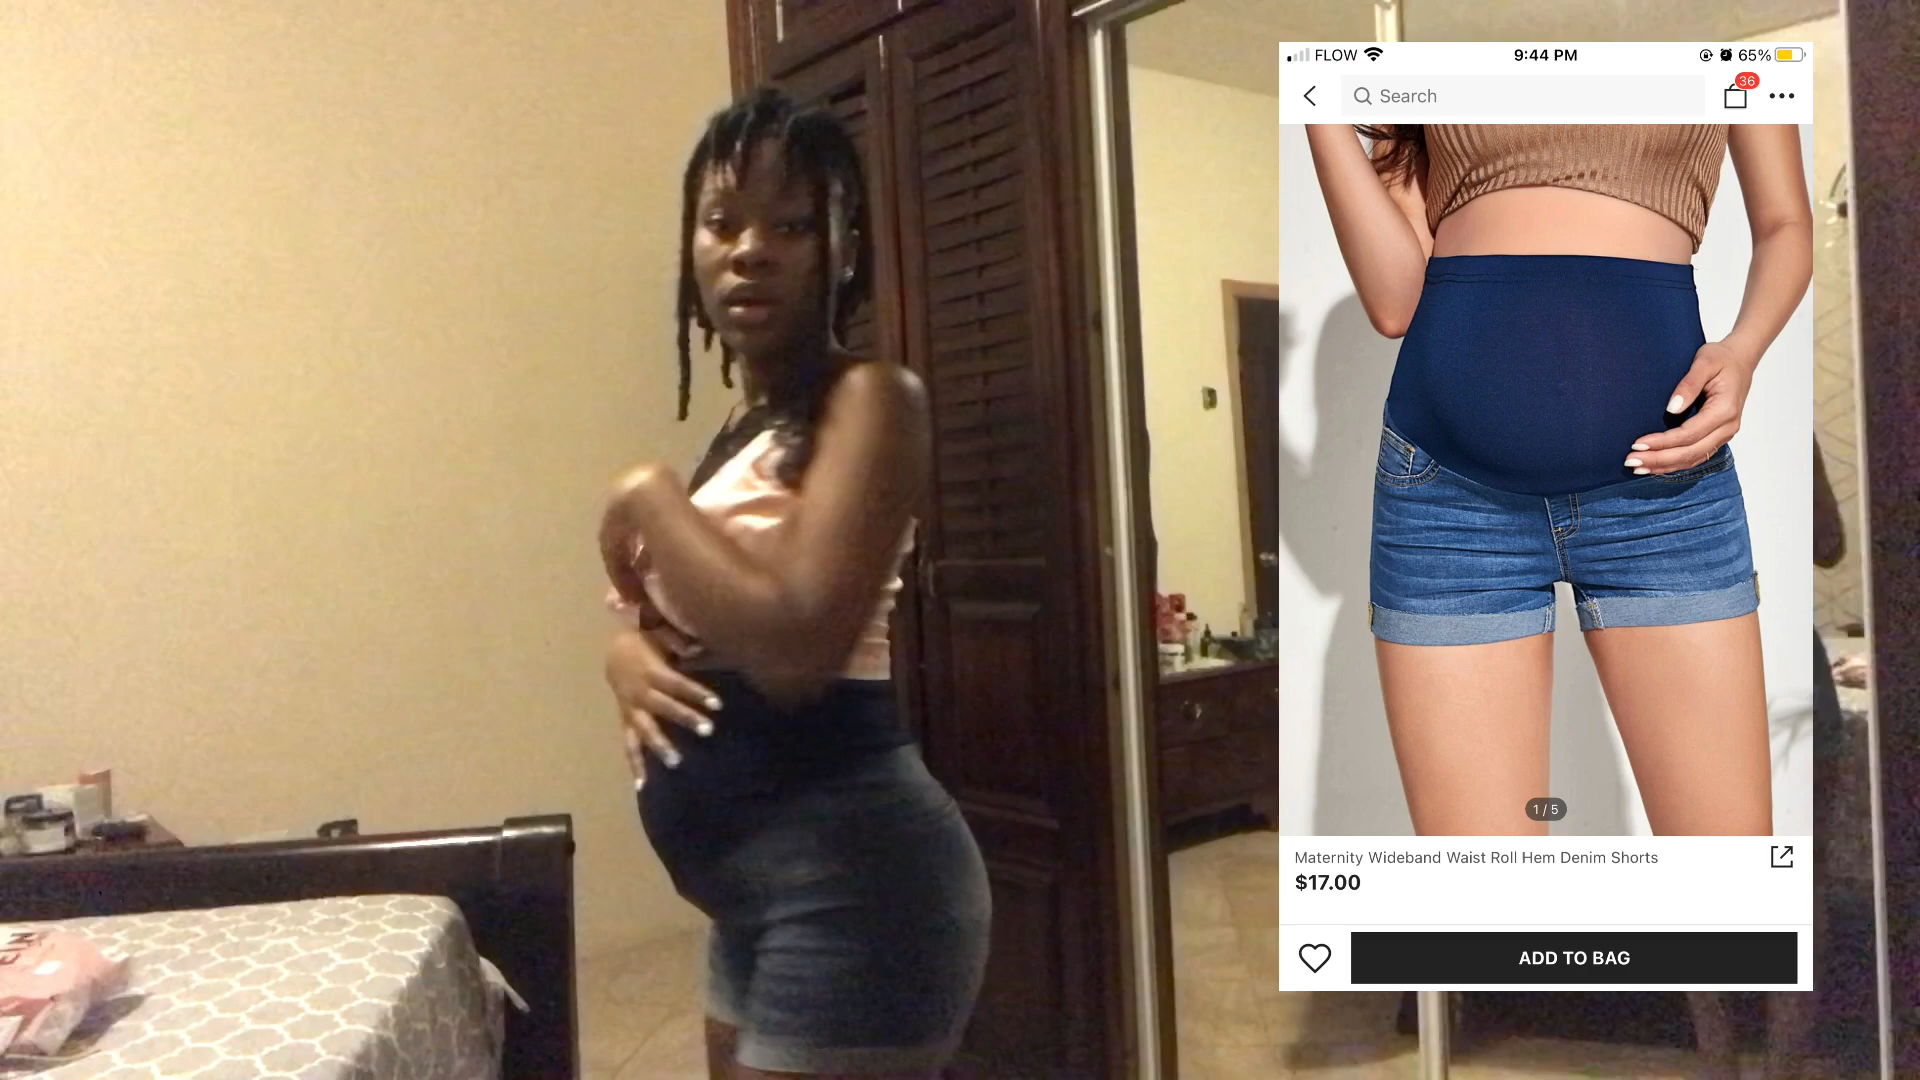 FLOW 9:44 PM 65%
36
Search
1/5
Maternity Wideband Waist Roll Hem Denim Shorts
$17.00
ADD TO BAG
EIN